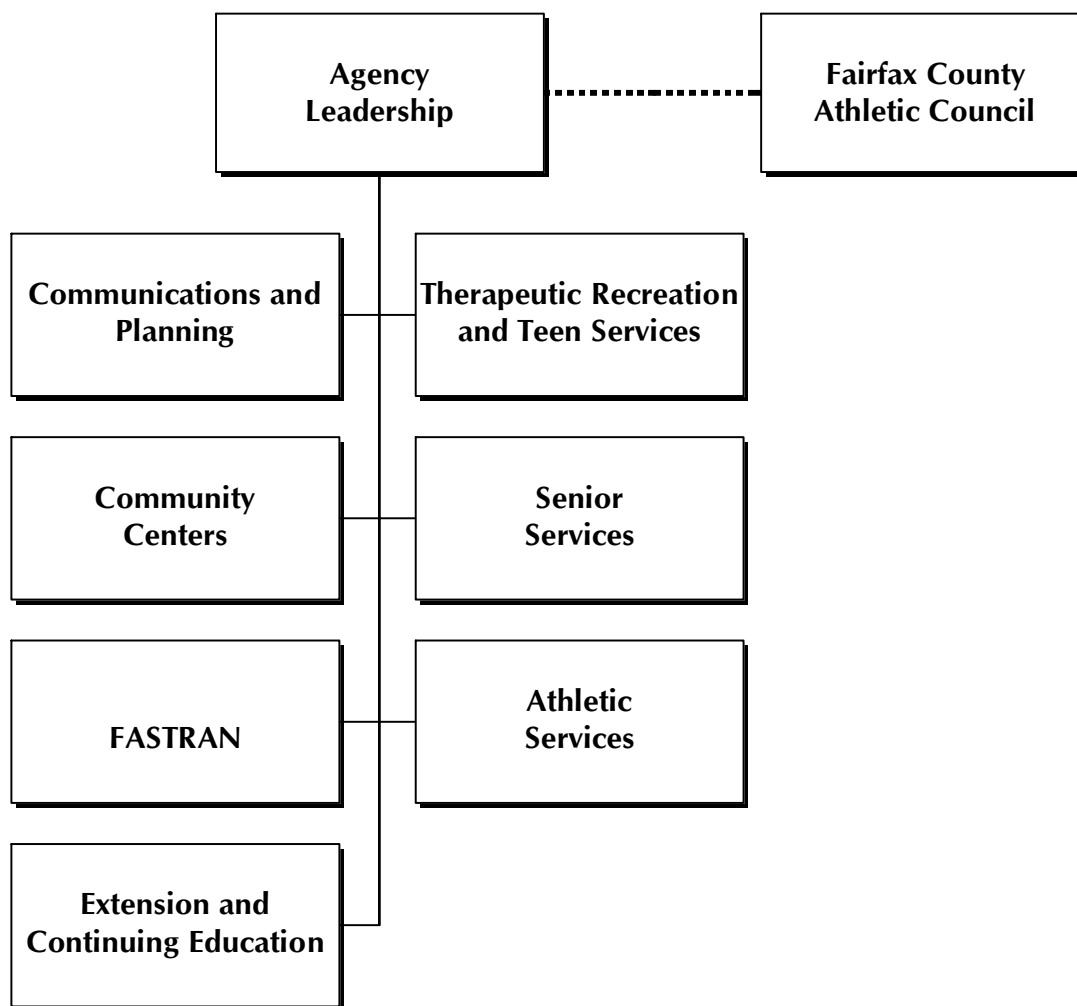 Agency
Leadership
Fairfax County
Athletic Council
Communications and
Planning
Therapeutic Recreation
and Teen Services
Community
Centers
Senior
Services
FASTRAN
Athletic
Services
Extension and
Continuing Education